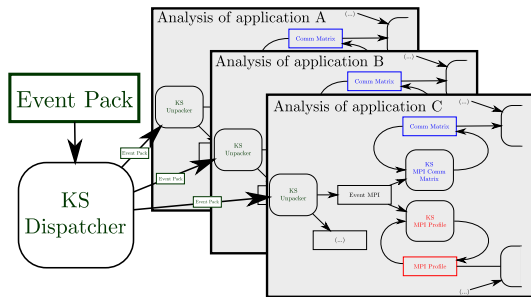 Analysis of application A
(...)
Comm Matrix
Analysis of application B
(...)
Comm Matrix
Event Pack
KS
Unpacker
Analysis of application C
(...)
Comm Matrix
Event Pack
KS
Unpacker
KS
MPI Comm
Matrix
Event Pack
KS
Dispatcher
Event Pack
KS
Unpacker
Event MPI
KS
MPI Profile
(...)
MPI Profile
(...)